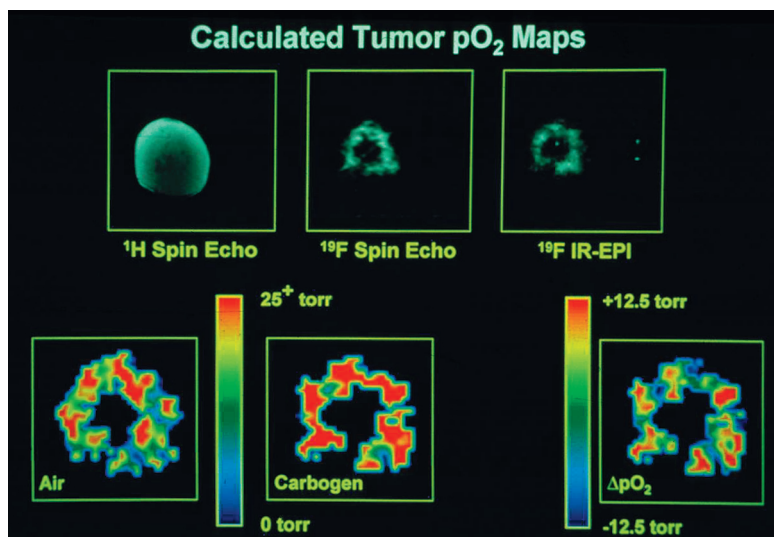 Calculated Tumor pO₂ Maps
¹H Spin Echo
¹⁹F Spin Echo
¹⁹F IR-EPI
25⁺ torr
+12.5 torr
Air
Carbogen
ΔpO₂
0 torr
-12.5 torr